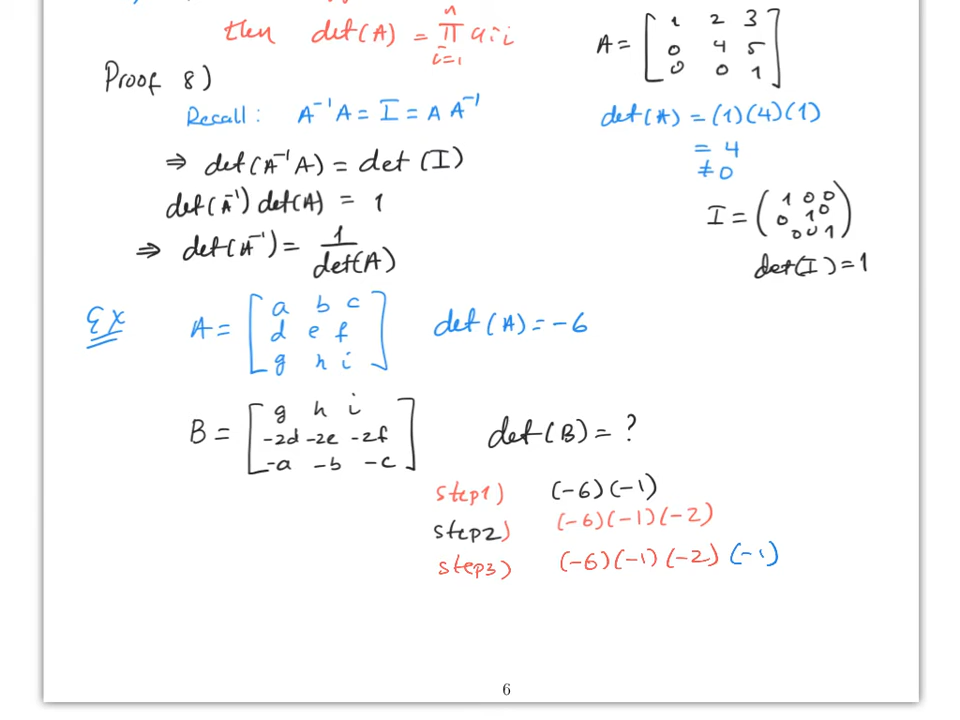 then det(A) = n∏i=1 aii
Proof 8)
Recall: A⁻¹A = I = A A⁻¹
⇒ det(A⁻¹A) = det(I)
det(A⁻¹) det(A) = 1
⇒ det(A⁻¹) = 1/det(A)
A = [1 2 3
0 4 5
0 0 1]
det(A) = (1)(4)(1)
= 4
≠ 0
I = (1 0 0
0 1 0
0 0 1)
det(I) = 1
Ex A = [a b c
d e f
g h i] det(A) = -6
B = [g h i
-2d -2e -2f
-a -b -c] det(B) = ?
step1) (-6)(-1)
step2) (-6)(-1)(-2)
step3) (-6)(-1)(-2)(-1)
6